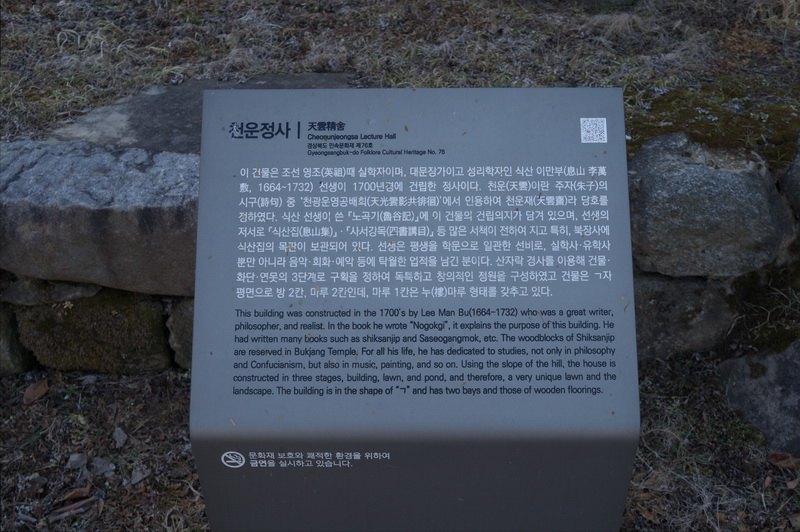 천운정사 | 天雲精舍
Cheonunjeongsa Lecture Hall
경상북도 민속문화재 제76호
Gyeongsangbuk-do Folklore Cultural Heritage No. 76
이 건물은 조선 영조(英祖)때 실학자이며, 대문장가이고 성리학자인 식산 이만부(息山 李萬
敷, 1664~1732) 선생이 1700년경에 건립한 정사이다. 천운(天雲)이란 주자(朱子)의
시구(詩句) 중 ‘천광운영공배회(天光雲影共排徊)’에서 인용하여 천운재(天雲齋)라 당호를
정하였다. 식산 선생이 쓴 「노곡기」(魯谷記)」에 이 건물의 건립의지가 담겨 있으며, 선생의
저서로 「식산집(息山集)」·「사서강목(四書講目)」 등 많은 서책이 전하여 지고 특히, 북장사에
식산집의 목판이 보관되어 있다. 선생은 평생을 학문으로 일관한 선비로, 실학사·유학사
뿐만 아니라 음악·회화·예악 등에 탁월한 업적을 남긴 분이다. 산자락 경사를 이용해 건물·
화단·연못의 3단계로 구획을 정하여 독특하고 창의적인 정원을 구성하였고 건물은 ㄱ자
평면으로 방 2칸, 마루 2칸인데, 마루 1칸은 누(樓)마루 형태를 갖추고 있다.
This building was constructed in the 1700's by Lee Man Bu(1664-1732) who was a great writer,
philosopher, and realist. In the book he wrote "Nogokgi", it explains the purpose of this building. He
had written many books such as shiksanjip and Saseogangmok, etc. The woodblocks of Shiksanjip
are reserved in Bukjang Temple. For all his life, he has dedicated to studies, not only in philosophy
and Confucianism, but also in music, painting, and so on. Using the slope of the hill, the house is
constructed in three stages, building, lawn, and pond, and therefore, a very unique lawn and the
landscape. The building is in the shape of "ㄱ" and has two bays and those of wooden floorings.
문화재 보호와 쾌적한 환경을 위하여
금연을 실시하고 있습니다.